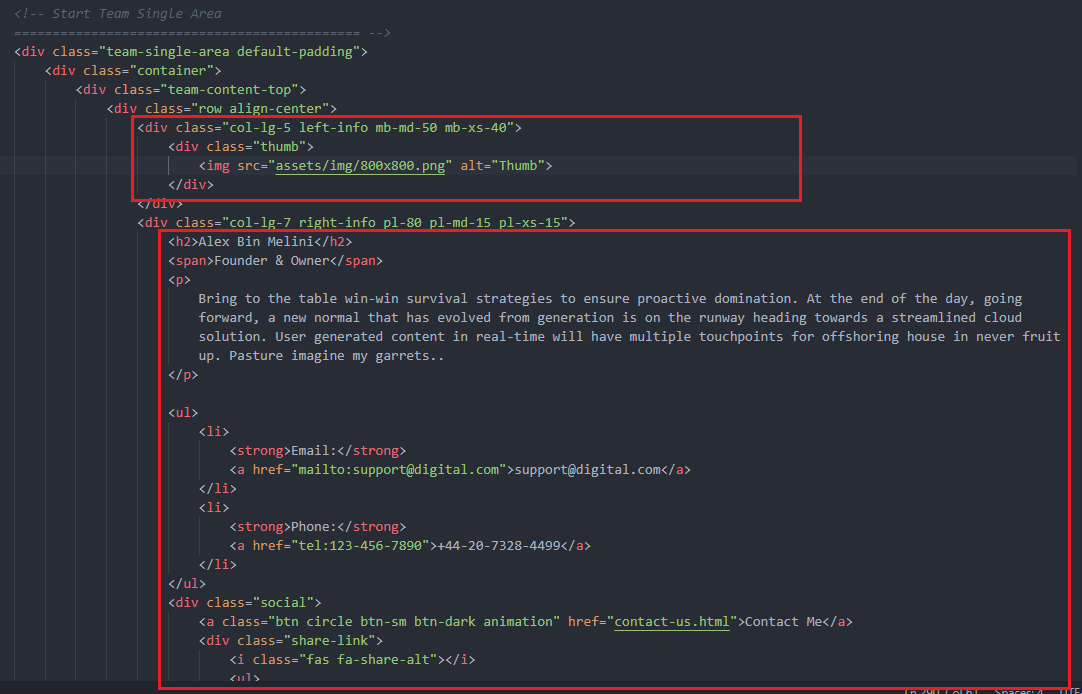 <!-- Start Team Single Area
============================================= -->
<div class="team-single-area default-padding">
<div class="container">
<div class="team-content-top">
<div class="row align-center">
<div class="col-lg-5 left-info mb-md-50 mb-xs-40">
<div class="thumb">
<img src="assets/img/800x800.png" alt="Thumb">
</div>
</div>
<div class="col-lg-7 right-info pl-80 pl-md-15 pl-xs-15">
<h2>Alex Bin Melini</h2>
<span>Founder & Owner</span>
<p>
Bring to the table win-win survival strategies to ensure proactive domination. At the end of the day, going
forward, a new normal that has evolved from generation is on the runway heading towards a streamlined cloud
solution. User generated content in real-time will have multiple touchpoints for offshoring house in never fruit
up. Pasture imagine my garrets..
</p>
<ul>
<li>
<strong>Email:</strong>
<a href="mailto:support@digital.com">support@digital.com</a>
</li>
<li>
<strong>Phone:</strong>
<a href="tel:123-456-7890">+44-20-7328-4499</a>
</li>
</ul>
<div class="social">
<a class="btn circle btn-sm btn-dark animation" href="contact-us.html">Contact Me</a>
<div class="share-link">
<i class="fas fa-share-alt"></i>
<ul>